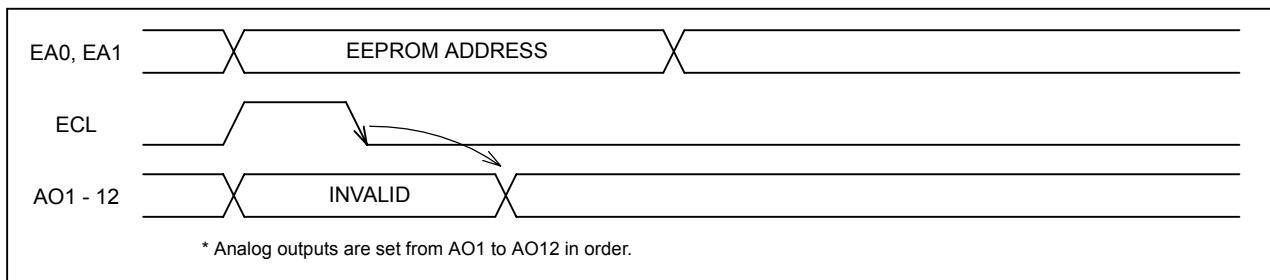 EA0, EA1
EEPROM ADDRESS
ECL
AO1 - 12
INVALID
* Analog outputs are set from AO1 to AO12 in order.